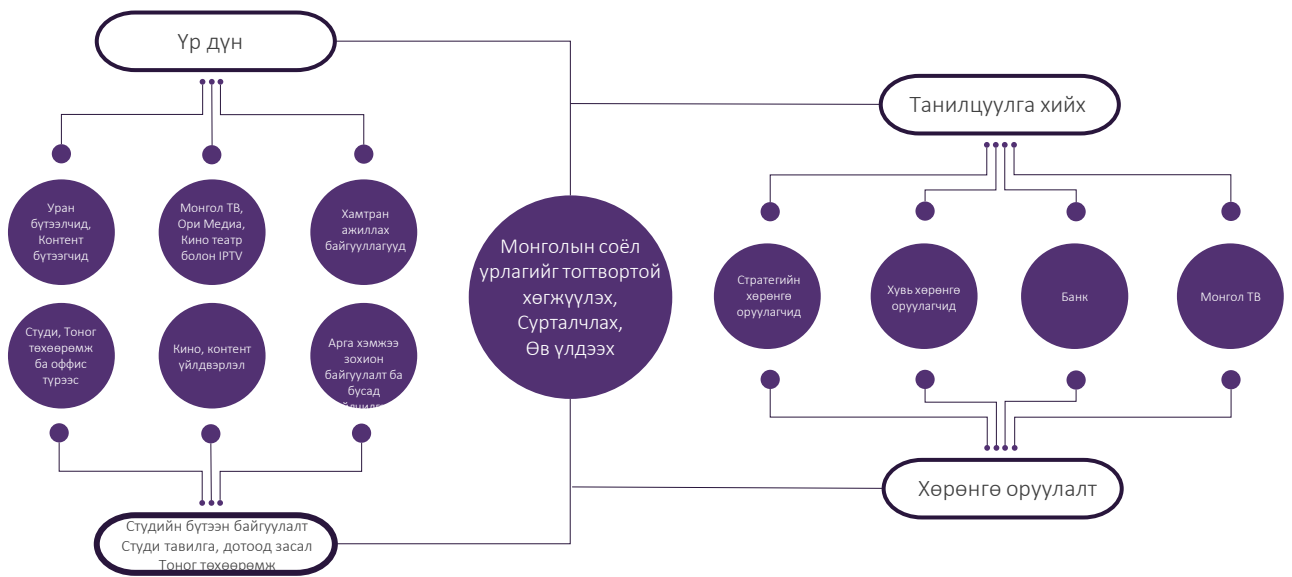 Үр дүн
Танилцуулга хийх
Уран
бүтээлчид,
Контент
бүтээгчид
Монгол ТВ,
Ори Медиа,
Кино театр
болон IPTV
Хамтран
ажиллах
байгууллагууд
Монголын соёл
урлагийг тогтвортой
хөгжүүлэх,
Сурталчлах,
Өв үлдээх
Стратегийн
хөрөнгө
оруулагчид
Хувь хөрөнгө
оруулагчид
Банк
Монгол ТВ
Студи, Тоног
төхөөрөмж
ба оффис
түрээс
Кино, контент
үйлдвэрлэл
Арга хэмжээ
зохион
байгуулалт ба
бусад
Хөрөнгө оруулалт
Студийн бүтээн байгуулалт
Студи тавилга, дотоод засал
Тоног төхөөрөмж